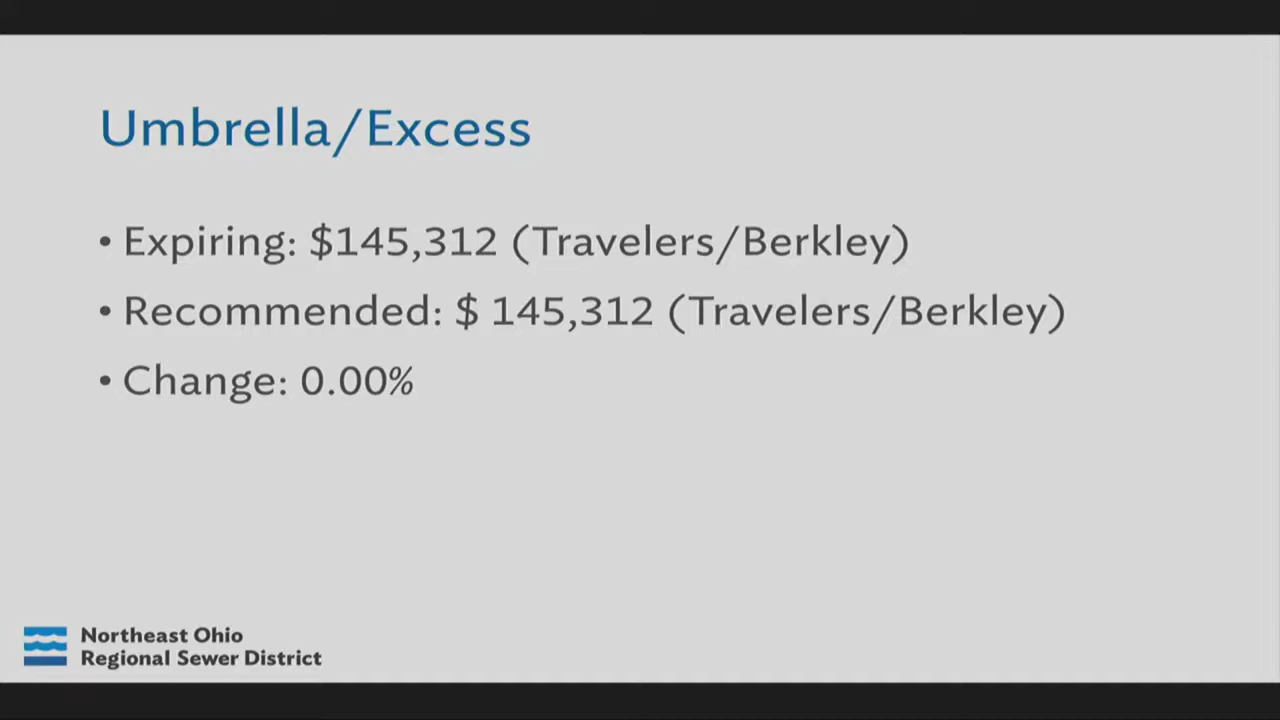 Umbrella/Excess
• Expiring: $145,312 (Travelers/Berkley)
• Recommended: $ 145,312 (Travelers/Berkley)
• Change: 0.00%
Northeast Ohio
Regional Sewer District